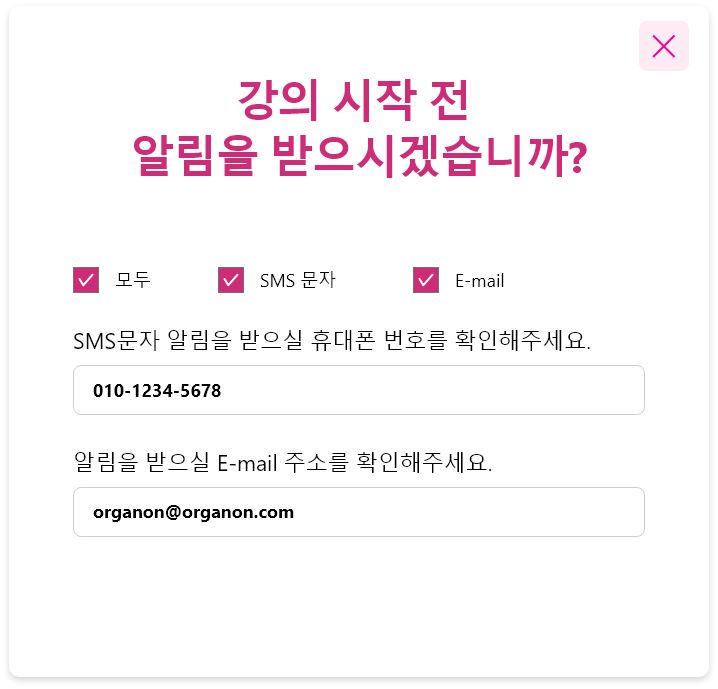 강의 시작 전
알림을 받으시겠습니까?
모두 SMS 문자 E-mail
SMS문자 알림을 받으실 휴대폰 번호를 확인해주세요.
010-1234-5678
알림을 받으실 E-mail 주소를 확인해주세요.
organon@organon.com